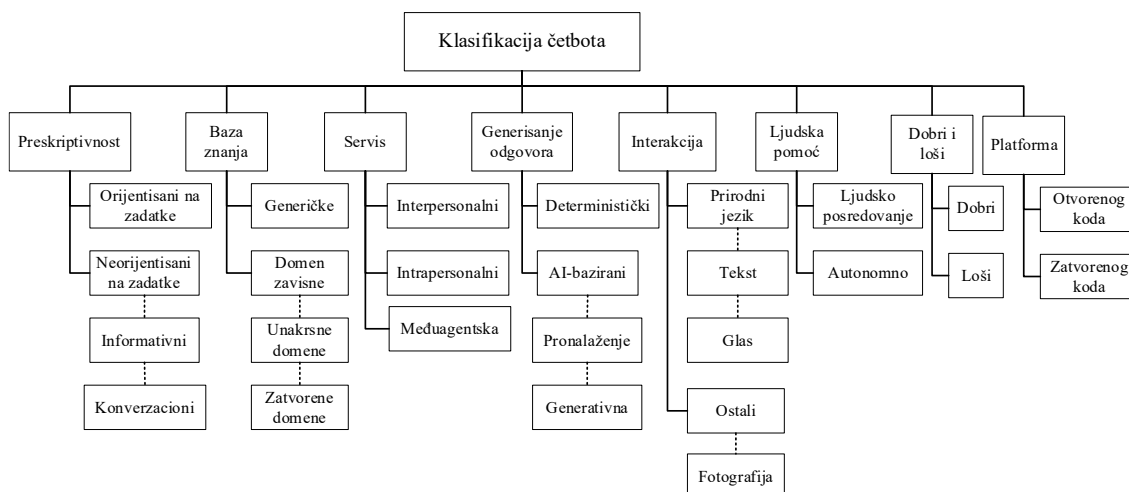 Klasifikacija četbota
Preskriptivnost
Baza
znanja
Servis
Generisanje
odgovora
Interakcija
Ljudska
pomoć
Dobri i
loši
Platforma
Orijentisani na
zadatke
Neorijentisani
na zadatke
Informativni
Konverzacioni
Generičke
Domen
zavisne
Unakrsne
domene
Zatvorene
domene
Interpersonalni
Intrapersonalni
Međuagentska
Deterministički
AI-bazirani
Pronalaženje
Generativna
Prirodni
jezik
Tekst
Glas
Ostali
Fotografija
Ljudsko
posredovanje
Autonomno
Dobri
Loši
Otvorenog
koda
Zatvorenog
koda